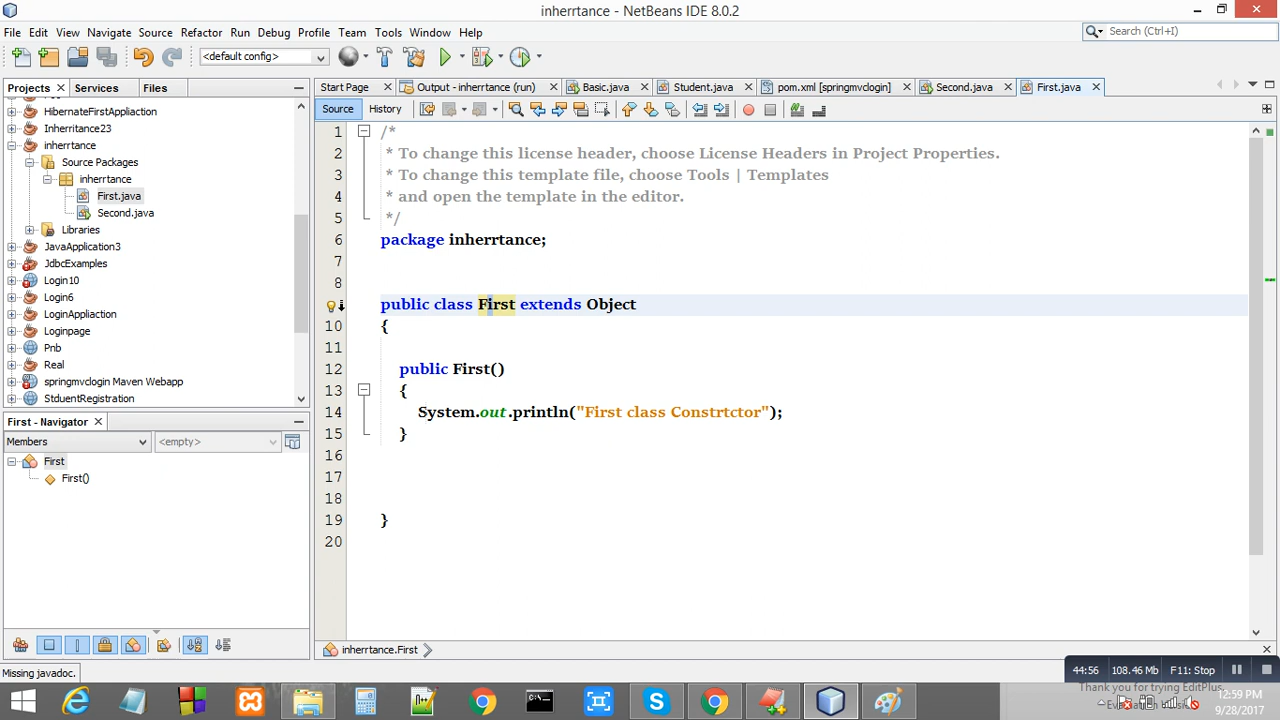 inherrtance - NetBeans IDE 8.0.2
File Edit View Navigate Source Refactor Run Debug Profile Team Tools Window Help
Search (Ctrl+I)
<default config>
Projects Services Files
Start Page Output - inherrtance (run) Basic.java Student.java pom.xml [springmvclogin] Second.java First.java
Source History
HibernateFirstAppliaction
Inherritance23
inherrtance
Source Packages
inherrtance
First.java
Second.java
Libraries
JavaApplication3
JdbcExamples
Login10
Login6
LoginAppliaction
Loginpage
Pnb
Real
springmvclogin Maven Webapp
StduentRegistration
First - Navigator
Members <empty>
First
First()
1 /*
2 * To change this license header, choose License Headers in Project Properties.
3 * To change this template file, choose Tools | Templates
4 * and open the template in the editor.
5 */
6 package inherrtance;
7
8
public class First extends Object
10 {
11
12 public First()
13 {
14 System.out.println("First class Constrtctor");
15 }
16
17
18
19 }
20
inherrtance.First
Missing javadoc.
44:56 108.46 Mb F11: Stop
Thank you for trying EditPlus
12:59 PM
9/28/2017